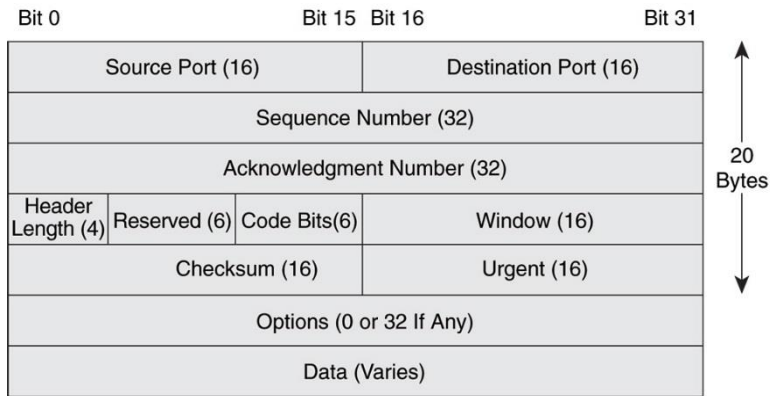 Bit 0 Bit 15 Bit 16 Bit 31
Source Port (16) Destination Port (16)
Sequence Number (32)
Acknowledgment Number (32)
20
Bytes
Header
Length (4) Reserved (6) Code Bits(6) Window (16)
Checksum (16) Urgent (16)
Options (0 or 32 If Any)
Data (Varies)